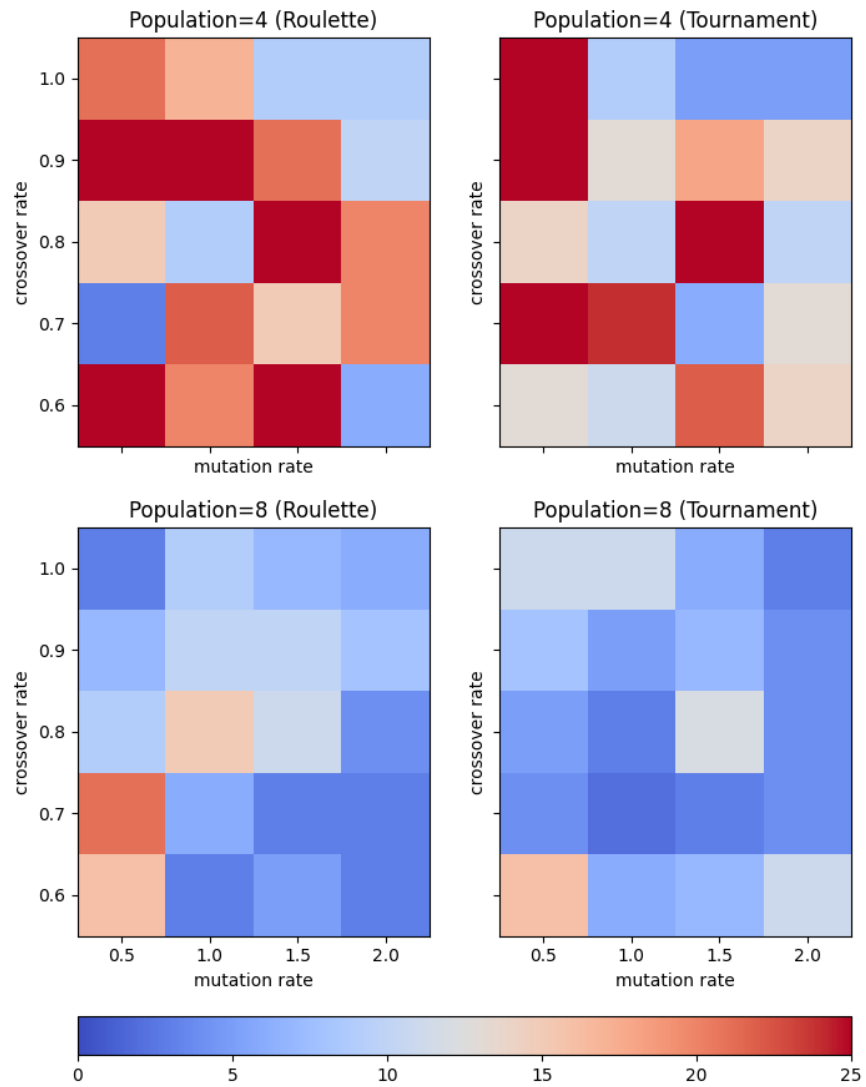 Population=4 (Roulette)
Population=4 (Tournament)
1.0
0.9
0.8
0.7
0.6
crossover rate
crossover rate
mutation rate
mutation rate
Population=8 (Roulette)
Population=8 (Tournament)
1.0
0.9
0.8
0.7
0.6
crossover rate
crossover rate
0.5 1.0 1.5 2.0
0.5 1.0 1.5 2.0
mutation rate
mutation rate
0 5 10 15 20 25